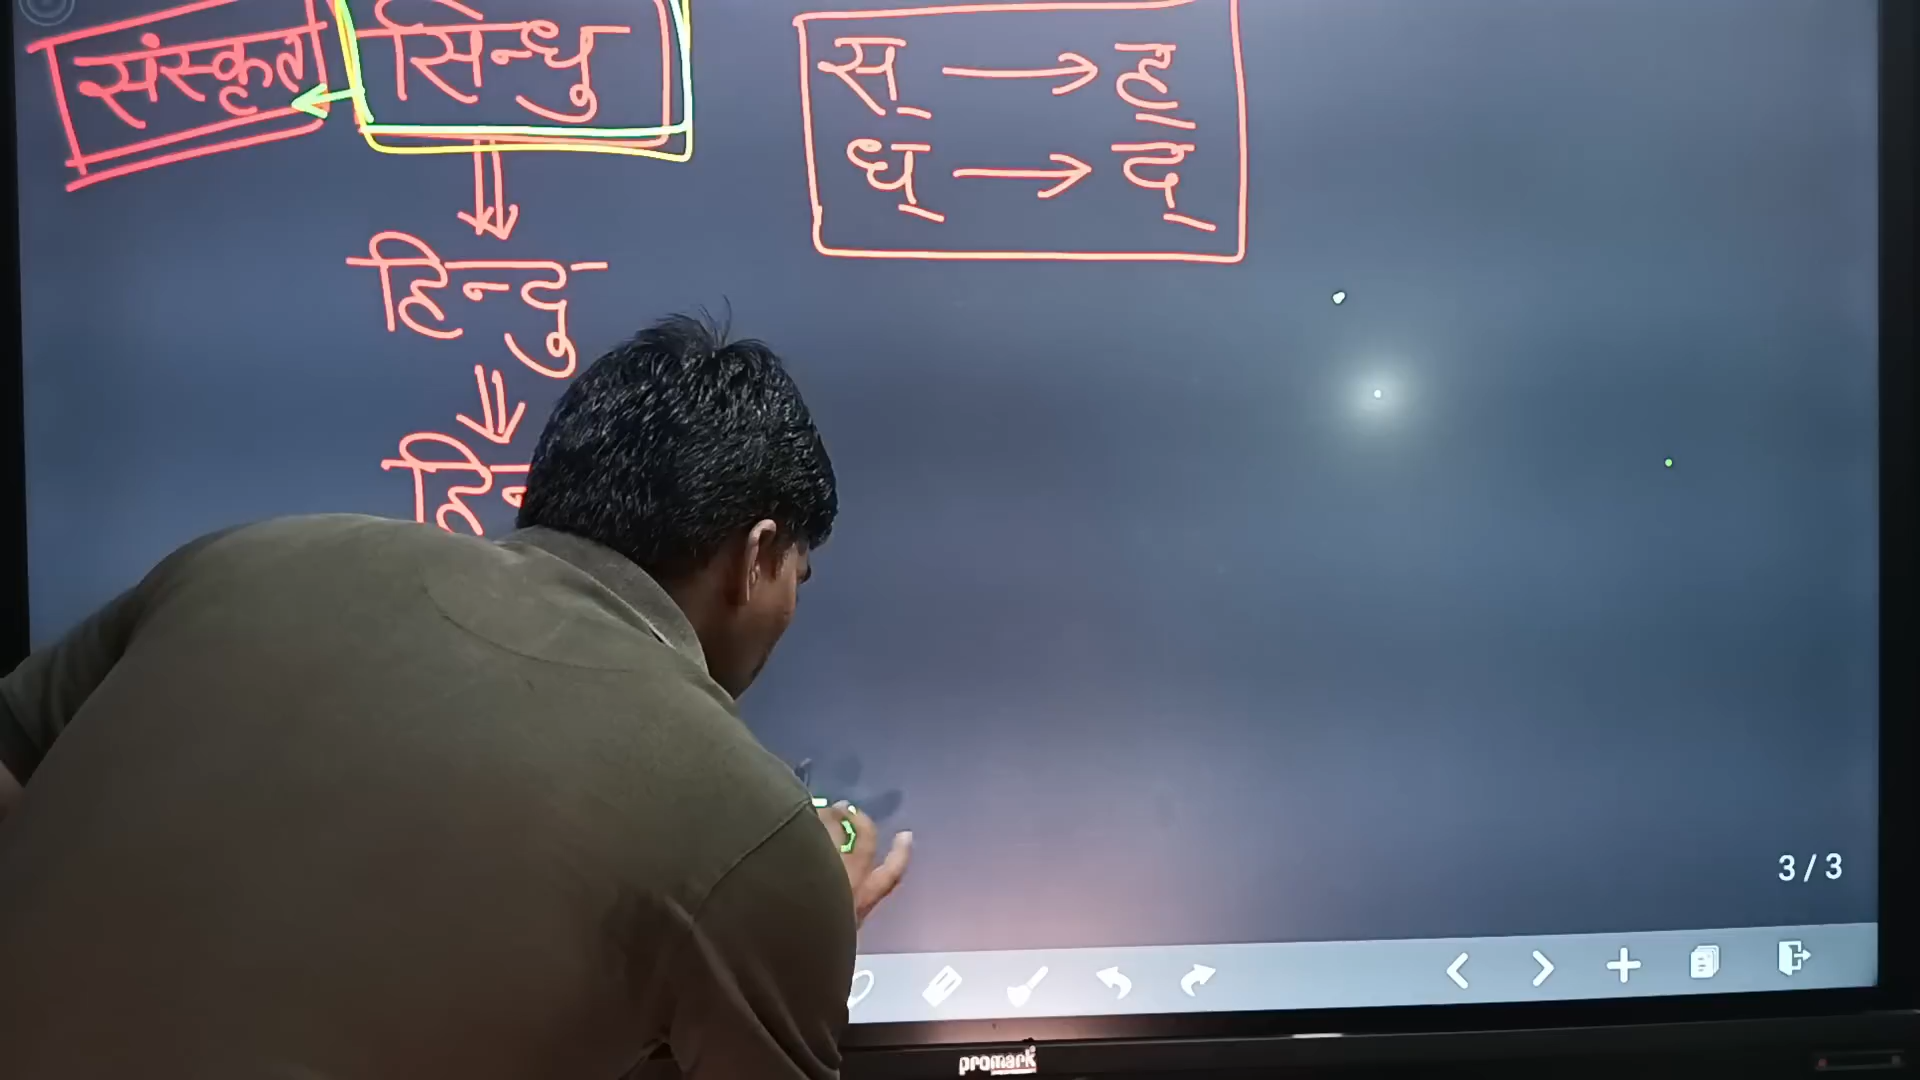 संस्कृत सिन्धु
स् → ह्
ध् → द्
हिन्दु
3/3
promark